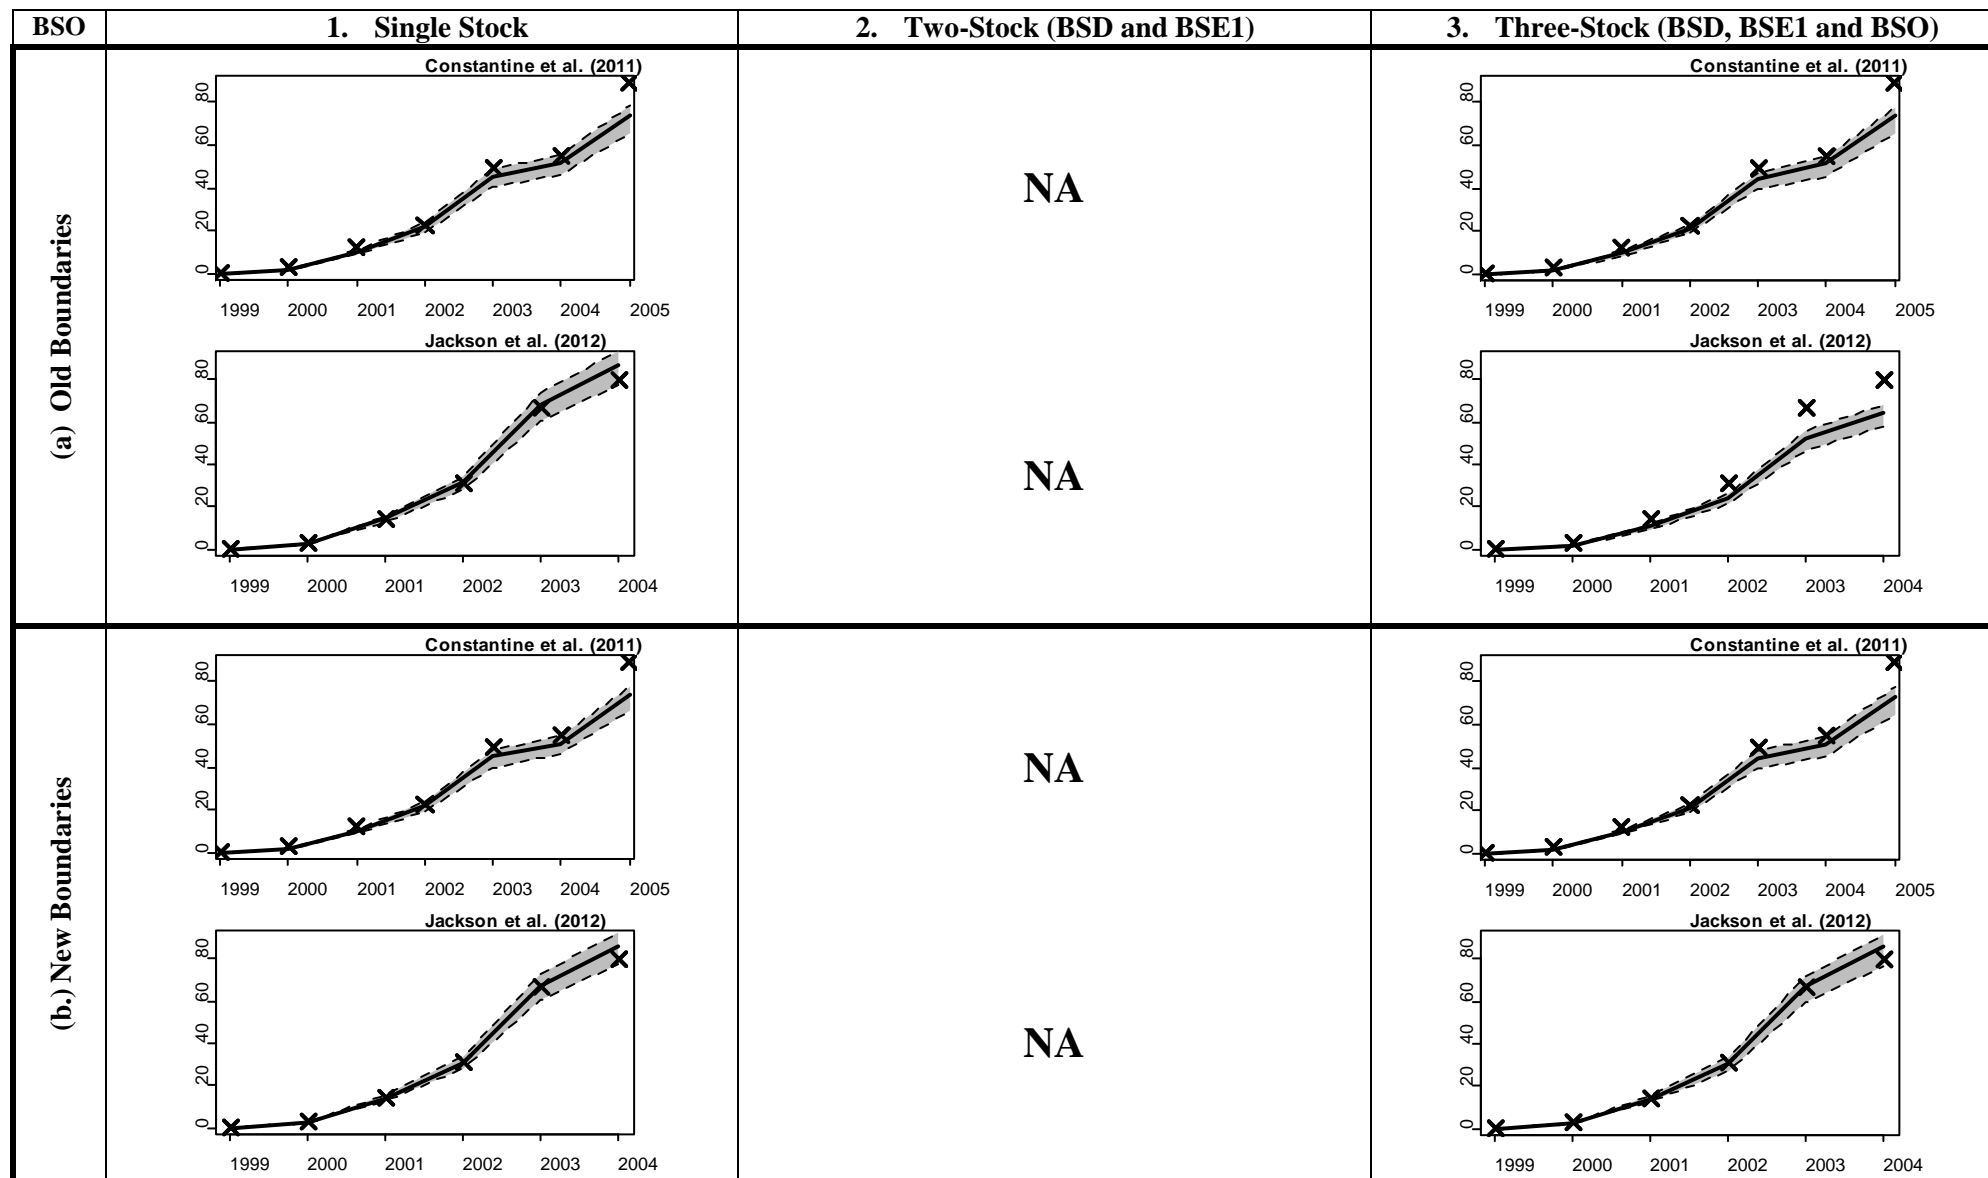 BSO 1. Single Stock 2. Two-Stock (BSD and BSE1) 3. Three-Stock (BSD, BSE1 and BSO)
(a) Old Boundaries
Constantine et al. (2011)
80
60
40
20
0
1999 2000 2001 2002 2003 2004 2005
Jackson et al. (2012)
80
60
40
20
0
1999 2000 2001 2002 2003 2004
NA
NA
Constantine et al. (2011)
80
60
40
20
0
1999 2000 2001 2002 2003 2004 2005
Jackson et al. (2012)
80
60
40
20
0
1999 2000 2001 2002 2003 2004
(b.) New Boundaries
Constantine et al. (2011)
80
60
40
20
0
1999 2000 2001 2002 2003 2004 2005
Jackson et al. (2012)
80
60
40
20
0
1999 2000 2001 2002 2003 2004
NA
NA
Constantine et al. (2011)
80
60
40
20
0
1999 2000 2001 2002 2003 2004 2005
Jackson et al. (2012)
80
60
40
20
0
1999 2000 2001 2002 2003 2004